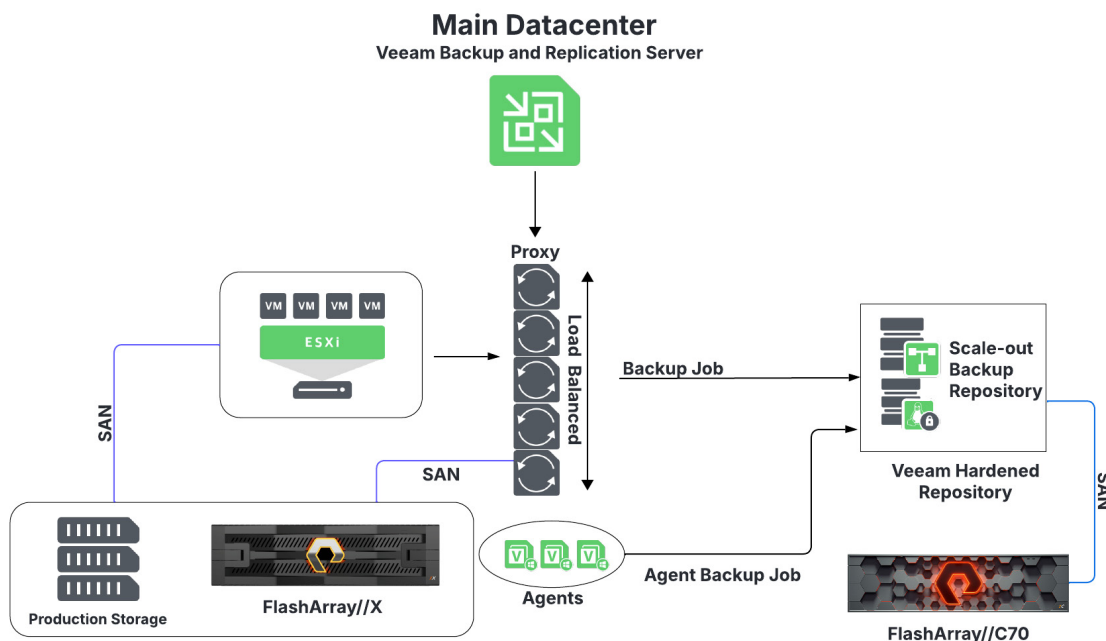 Main Datacenter
Veeam Backup and Replication Server
Proxy
VM VM VM VM
ESXi
Load Balanced
Backup Job
Scale-out
Backup
Repository
SAN
SAN
Veeam Hardened
Repository
SAN
Production Storage
FlashArray//X
V V V
Agents
Agent Backup Job
FlashArray//C70